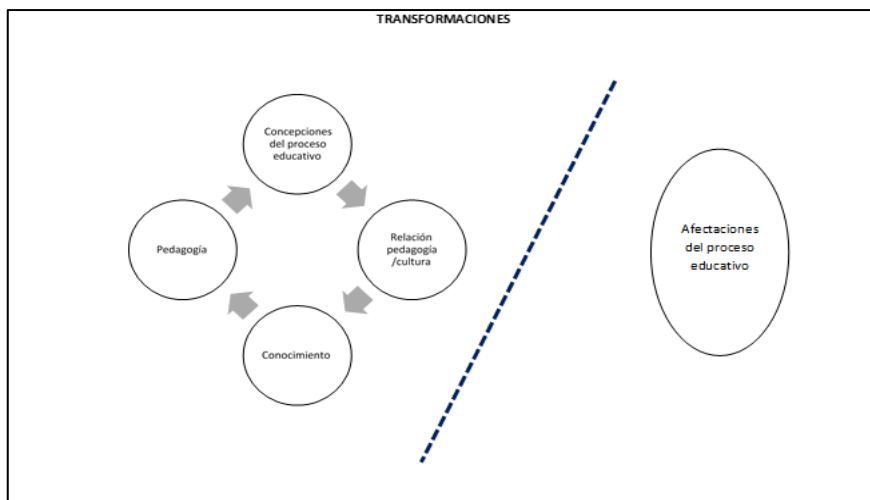 TRANSFORMACIONES
Concepciones
del proceso
educativo
Relación
pedagogía
/cultura
Conocimiento
Pedagogía
Afectaciones
del proceso
educativo